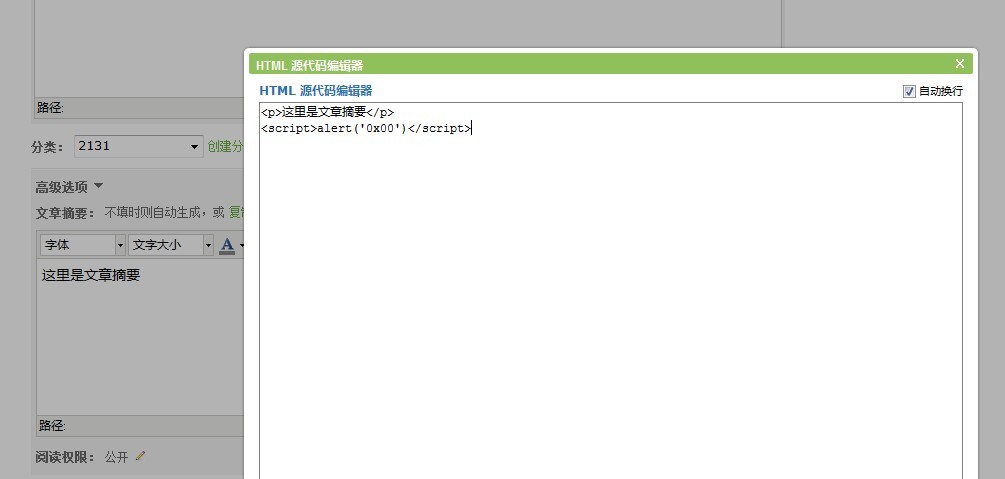 路径:
分类： 2131 创建分
高级选项
文章摘要： 不填时则自动生成，或
字体 文字大小 A
这里是文章摘要
路径:
阅读权限： 公开
HTML 源代码编辑器 X
HTML 源代码编辑器 自动换行
<p>这里是文章摘要</p>
<script>alert('0x00')</script>